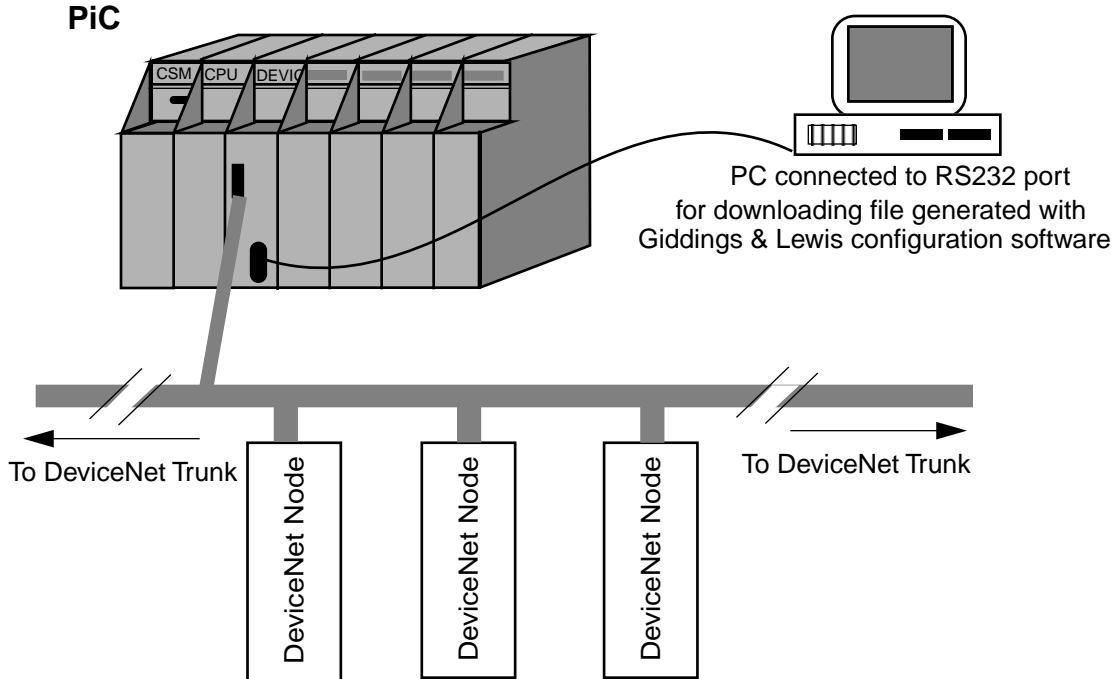 PiC
CSM CPU DEVIC
PC connected to RS232 port
for downloading file generated with
Giddings & Lewis configuration software
To DeviceNet Trunk
To DeviceNet Trunk
DeviceNet Node
DeviceNet Node
DeviceNet Node